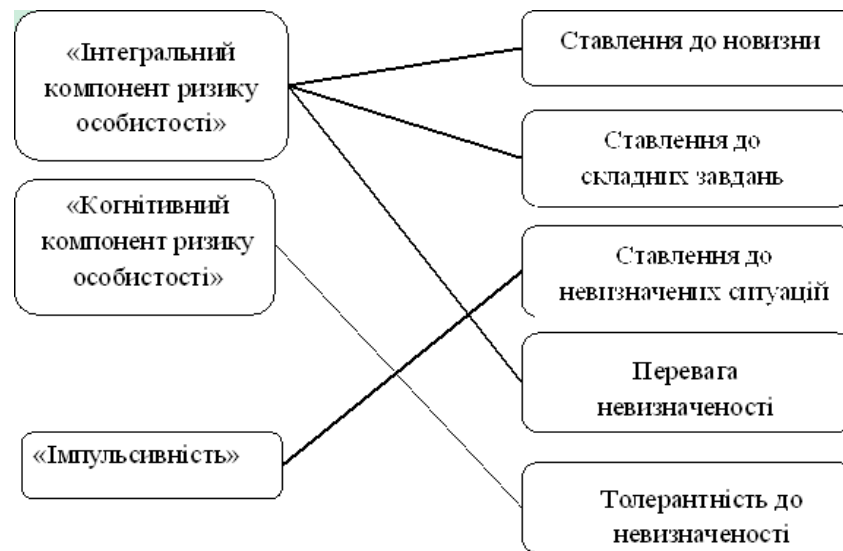 «Інтегральний
компонент ризику
особистості»
«Когнітивний
компонент ризику
особистості»
«Імпульсивність»
Ставлення до новизни
Ставлення до
складних завдань
Ставлення до
невизначених ситуацій
Перевага
невизначеності
Толерантність до
невизначеності